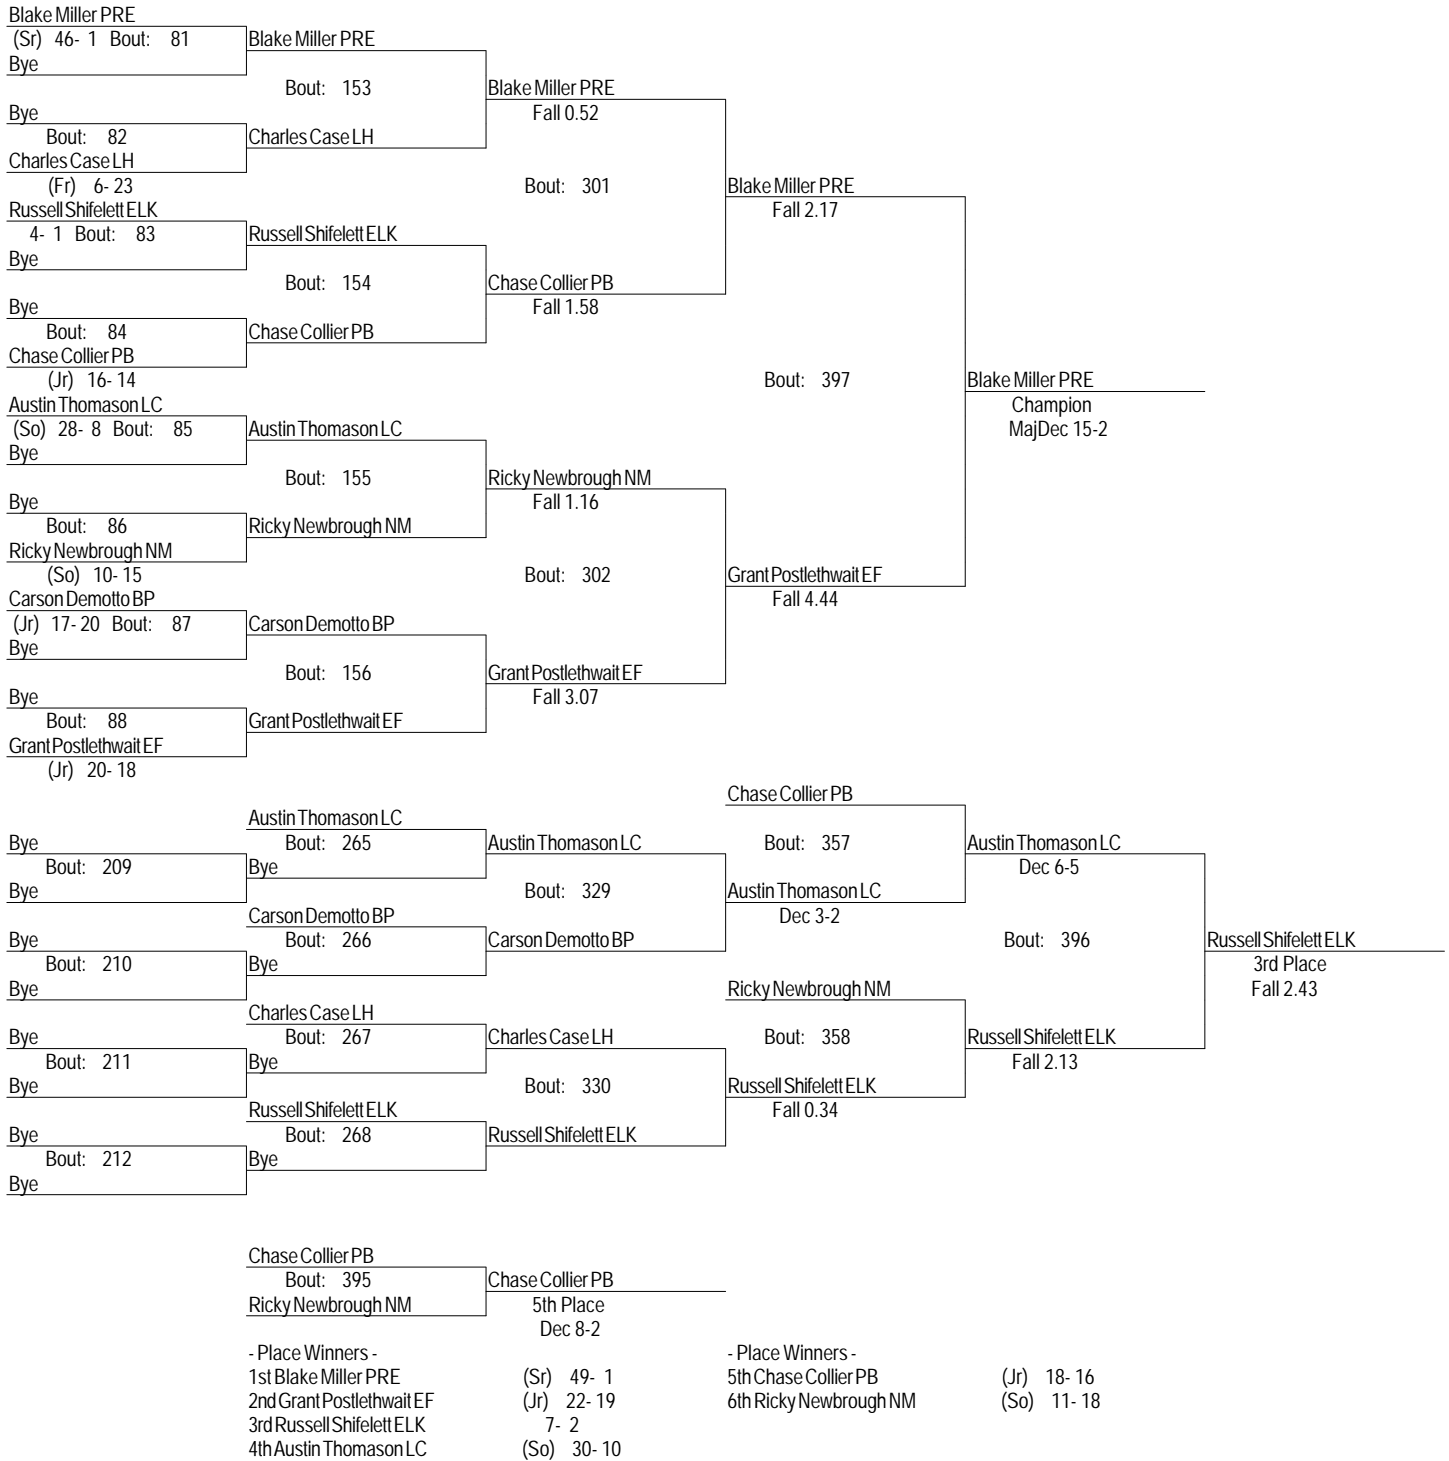 Blake Miller PRE
(Sr) 46- 1 Bout: 81
Blake Miller PRE
Bye
Bout: 153
Blake Miller PRE
Bye
Fall 0.52
Bout: 82
Charles Case LH
Charles Case LH
(Fr) 6- 23
Bout: 301
Blake Miller PRE
Russell Shifelett ELK
Fall 2.17
4- 1 Bout: 83
Russell Shifelett ELK
Bye
Bout: 154
Chase Collier PB
Bye
Fall 1.58
Bout: 84
Chase Collier PB
Chase Collier PB
(Jr) 16- 14
Bout: 397
Blake Miller PRE
Austin Thomason LC
Champion
(So) 28- 8 Bout: 85
Austin Thomason LC
MajDec 15-2
Bye
Bout: 155
Ricky Newbrough NM
Bye
Fall 1.16
Bout: 86
Ricky Newbrough NM
Ricky Newbrough NM
(So) 10- 15
Bout: 302
Grant Postlethwait EF
Carson Demotto BP
Fall 4.44
(Jr) 17- 20 Bout: 87
Carson Demotto BP
Bye
Bout: 156
Grant Postlethwait EF
Bye
Fall 3.07
Bout: 88
Grant Postlethwait EF
Grant Postlethwait EF
(Jr) 20- 18
Chase Collier PB
Austin Thomason LC
Bye
Bout: 265
Austin Thomason LC
Bout: 357
Austin Thomason LC
Bout: 209
Bye
Dec 6-5
Bye
Bout: 329
Austin Thomason LC
Carson Demotto BP
Dec 3-2
Bye
Bout: 266
Carson Demotto BP
Bout: 396
Russell Shifelett ELK
Bout: 210
Bye
3rd Place
Bye
Ricky Newbrough NM
Fall 2.43
Charles Case LH
Bye
Bout: 267
Charles Case LH
Bout: 358
Russell Shifelett ELK
Bout: 211
Bye
Fall 2.13
Bye
Bout: 330
Russell Shifelett ELK
Russell Shifelett ELK
Fall 0.34
Bye
Bout: 268
Russell Shifelett ELK
Bout: 212
Bye
Bye
Chase Collier PB
Bout: 395
Chase Collier PB
Ricky Newbrough NM
5th Place
Dec 8-2
- Place Winners -
1st Blake Miller PRE (Sr) 49- 1
2nd Grant Postlethwait EF (Jr) 22- 19
3rd Russell Shifelett ELK 7- 2
4th Austin Thomason LC (So) 30- 10
- Place Winners -
5th Chase Collier PB (Jr) 18- 16
6th Ricky Newbrough NM (So) 11- 18